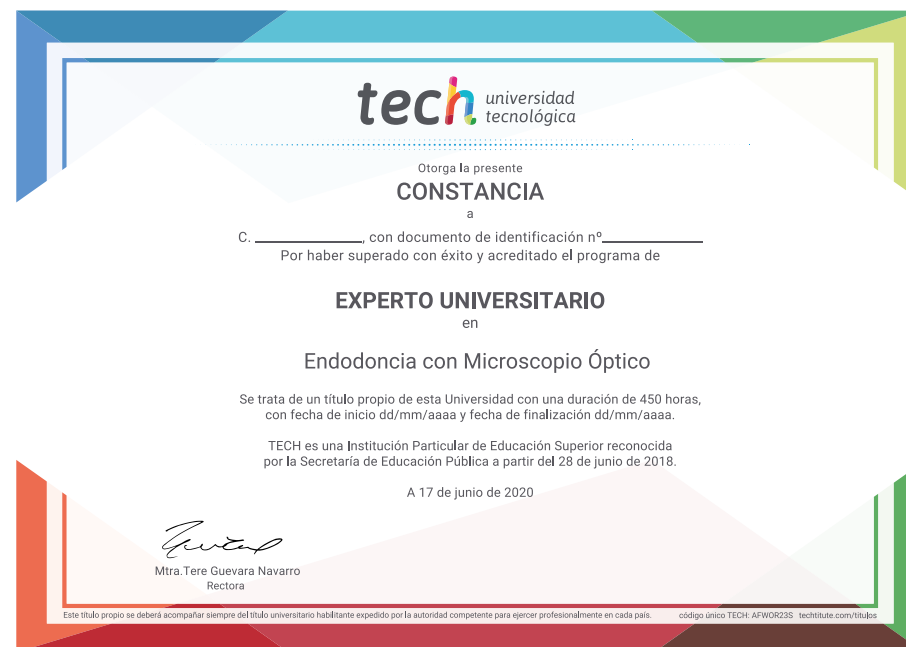 tech universidad
tecnológica
Otorga la presente
CONSTANCIA
a
C. ____________, con documento de identificación nº____________
Por haber superado con éxito y acreditado el programa de
EXPERTO UNIVERSITARIO
en
Endodoncia con Microscopio Óptico
Se trata de un título propio de esta Universidad con una duración de 450 horas,
con fecha de inicio dd/mm/aaaa y fecha de finalización dd/mm/aaaa.
TECH es una Institución Particular de Educación Superior reconocida
por la Secretaría de Educación Pública a partir del 28 de junio de 2018.
A 17 de junio de 2020
Mtra.Tere Guevara Navarro
Rectora
Este título propio se deberá acompañar siempre del título universitario habilitante expedido por la autoridad competente para ejercer profesionalmente en cada país. código único TECH: AFWOR23S techtitute.com/titulos